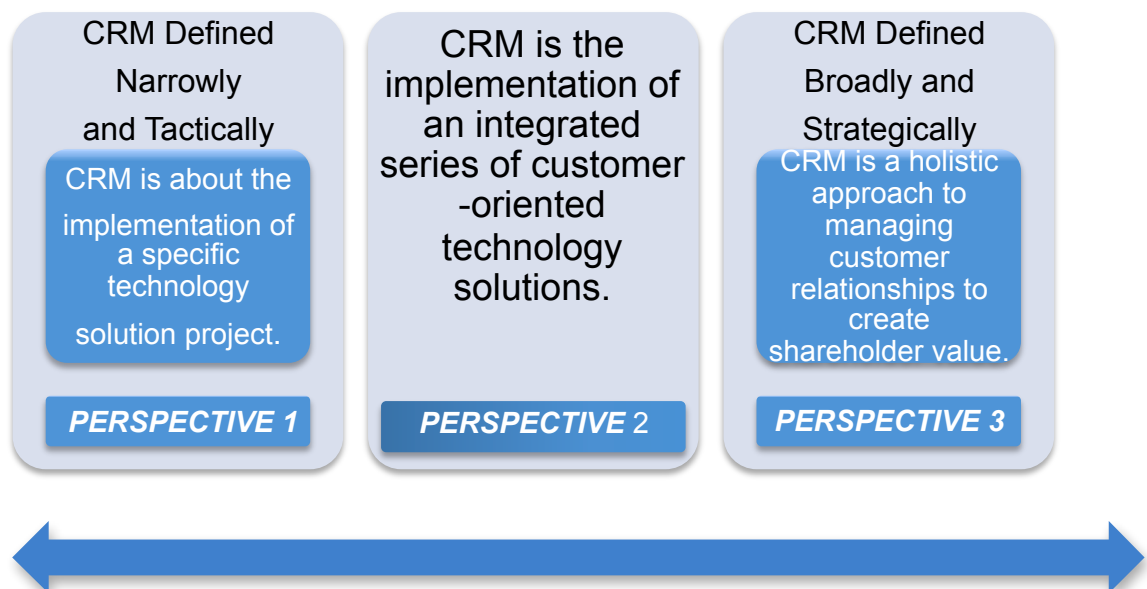 CRM Defined
Narrowly
and Tactically
CRM is about the
implementation of
a specific
technology
solution project.
PERSPECTIVE 1
CRM is the
implementation of
an integrated
series of customer
-oriented
technology
solutions.
PERSPECTIVE 2
CRM Defined
Broadly and
Strategically
CRM is a holistic
approach to
managing
customer
relationships to
create
shareholder value.
PERSPECTIVE 3